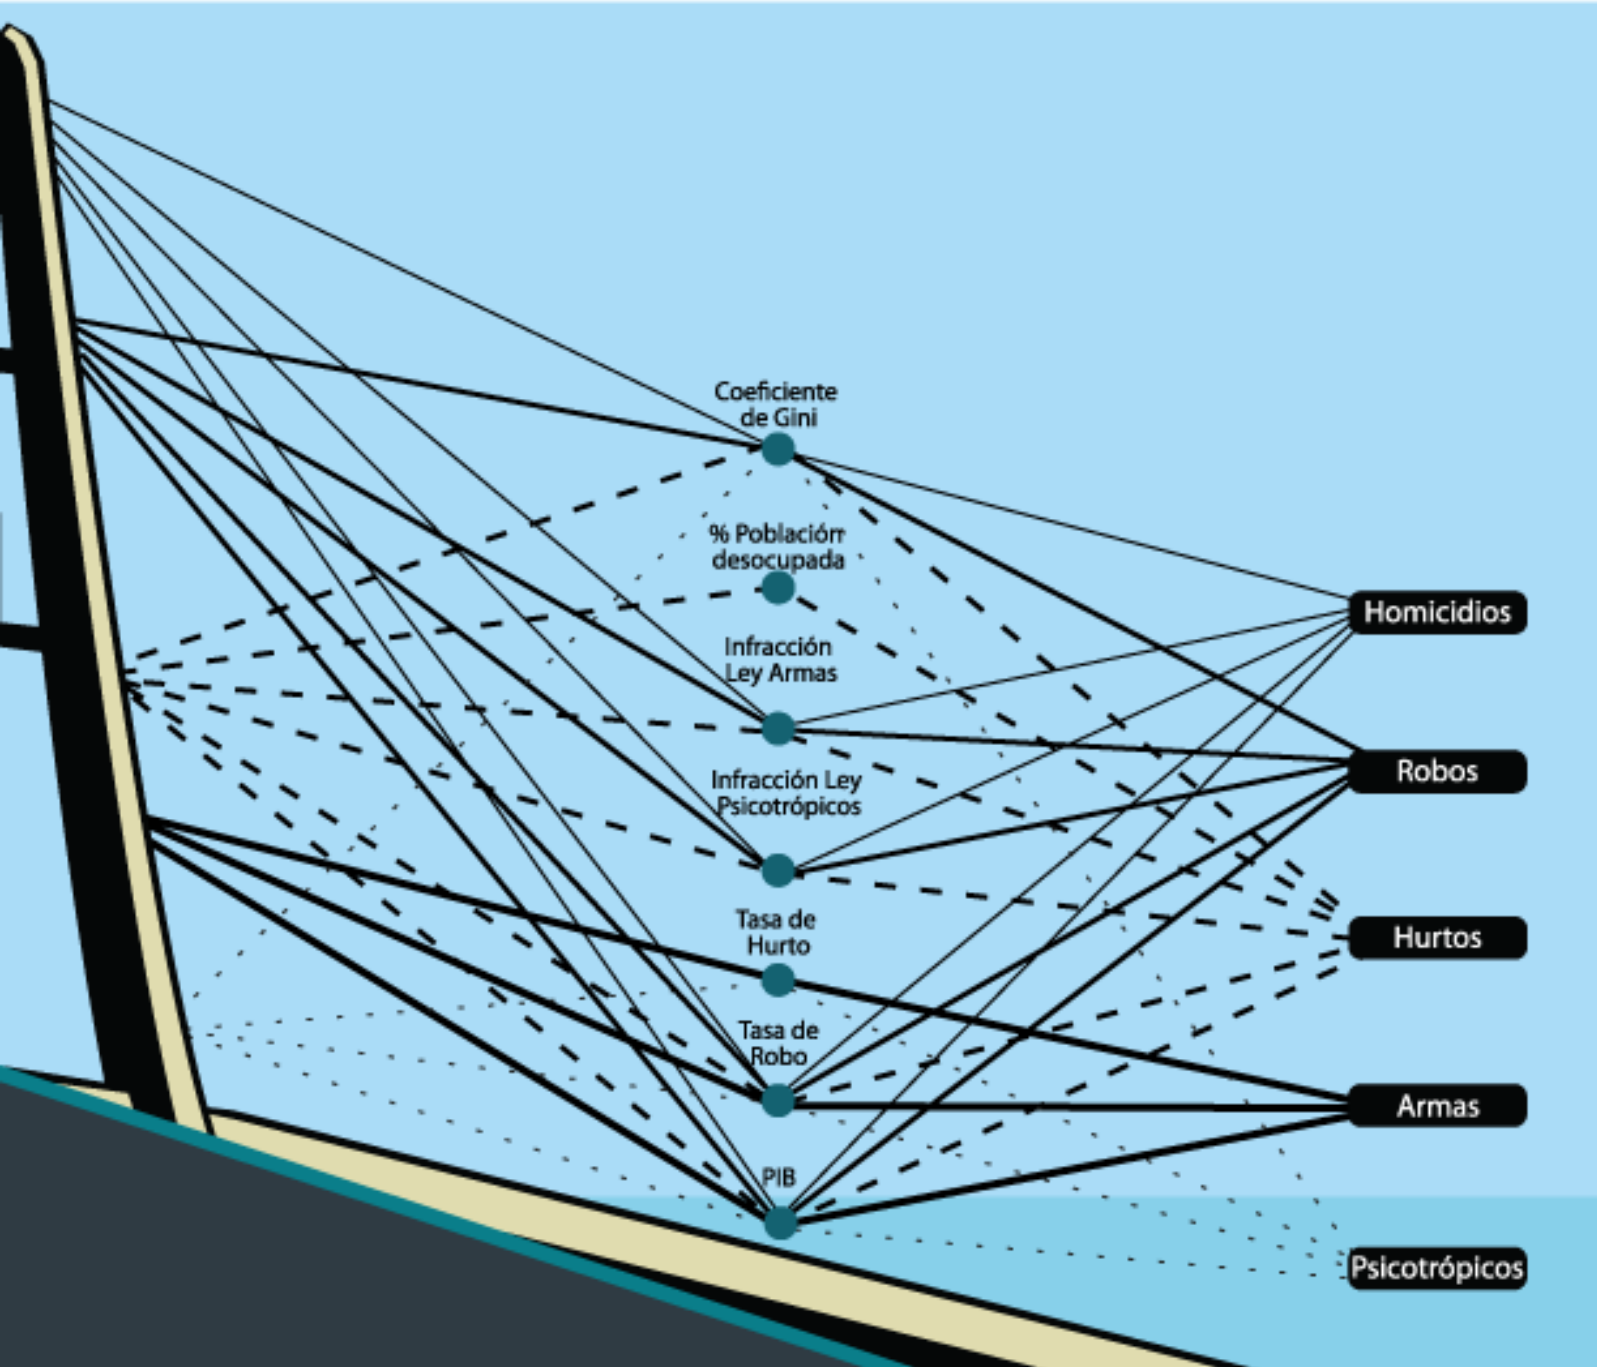 Coeficiente
de Gini
% Población
desocupada
Infracción
Ley Armas
Infracción Ley
Psicotrópicos
Tasa de
Hurto
Tasa de
Robo
PIB
Homicidios
Robos
Hurtos
Armas
Psicotrópicos